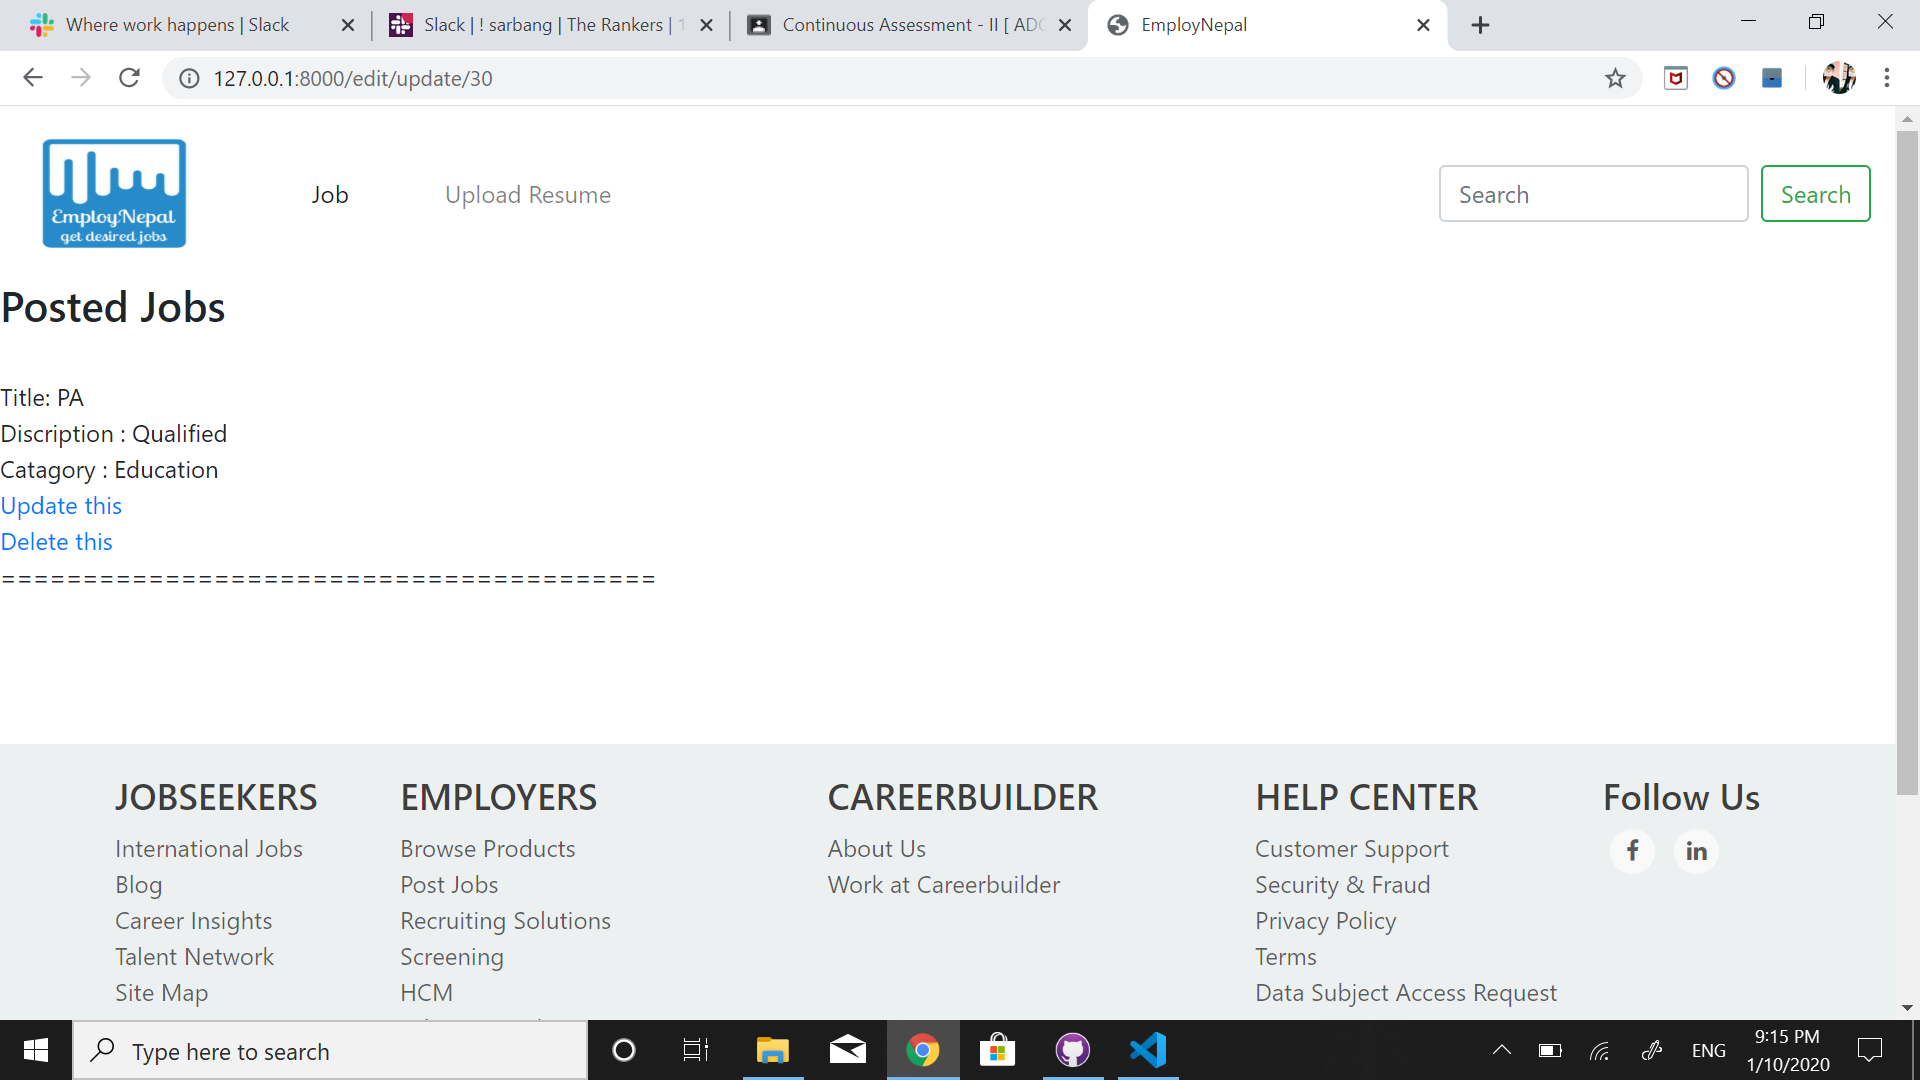 Where work happens | Slack
Slack | ! sarbang | The Rankers |
Continuous Assessment - II [ ADC
EmployNepal
127.0.0.1:8000/edit/update/30
EmployNepal
get desired jobs
Job
Upload Resume
Search
Search
Posted Jobs
Title: PA
Discription : Qualified
Catagory : Education
Update this
Delete this
========================================
JOBSEEKERS
International Jobs
Blog
Career Insights
Talent Network
Site Map
EMPLOYERS
Browse Products
Post Jobs
Recruiting Solutions
Screening
HCM
CAREERBUILDER
About Us
Work at Careerbuilder
HELP CENTER
Customer Support
Security & Fraud
Privacy Policy
Terms
Data Subject Access Request
Follow Us
f
in
Type here to search
ENG
9:15 PM
1/10/2020